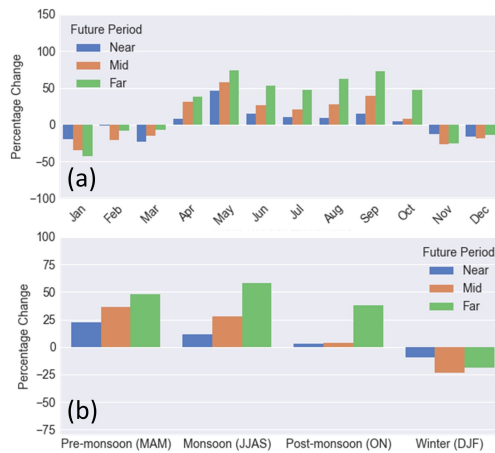 150
Future Period
Near
Mid
Far
100
50
0
−50
−100
Percentage Change
(a)
Jan Feb Mar Apr May Jun Jul Aug Sep Oct Nov Dec
100
Future Period
Near
Mid
Far
75
50
25
0
−25
−50
−75
Percentage Change
(b)
Pre-monsoon (MAM) Monsoon (JJAS) Post-monsoon (ON) Winter (DJF)